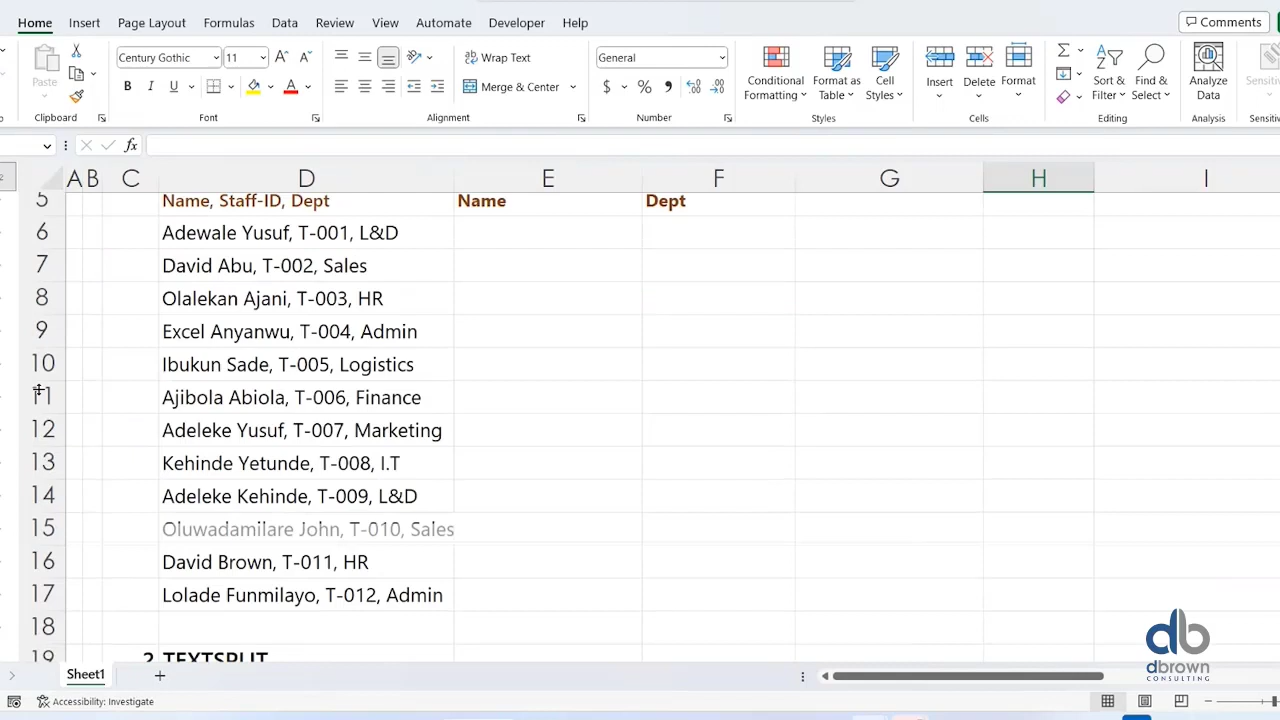 Home Insert Page Layout Formulas Data Review View Automate Developer Help Comments
Paste
Century Gothic 11
Wrap Text
Merge & Center
General
$ % 9
Conditional Formatting
Format as Table
Cell Styles
Insert Delete Format
Sort & Filter
Find & Select
Analyze Data
Clipboard Font Alignment Number Styles Cells Editing Analysis
fx
A B C D E F G H I
5 Name, Staff-ID, Dept Name Dept
6 Adewale Yusuf, T-001, L&D
7 David Abu, T-002, Sales
8 Olalekan Ajani, T-003, HR
9 Excel Anyanwu, T-004, Admin
10 Ibukun Sade, T-005, Logistics
11 Ajibola Abiola, T-006, Finance
12 Adeleke Yusuf, T-007, Marketing
13 Kehinde Yetunde, T-008, I.T
14 Adeleke Kehinde, T-009, L&D
15 Oluwadamilare John, T-010, Sales
16 David Brown, T-011, HR
17 Lolade Funmilayo, T-012, Admin
18
19 2 TEXTSPLIT
db
dbrown
CONSULTING
Sheet1
Accessibility: Investigate